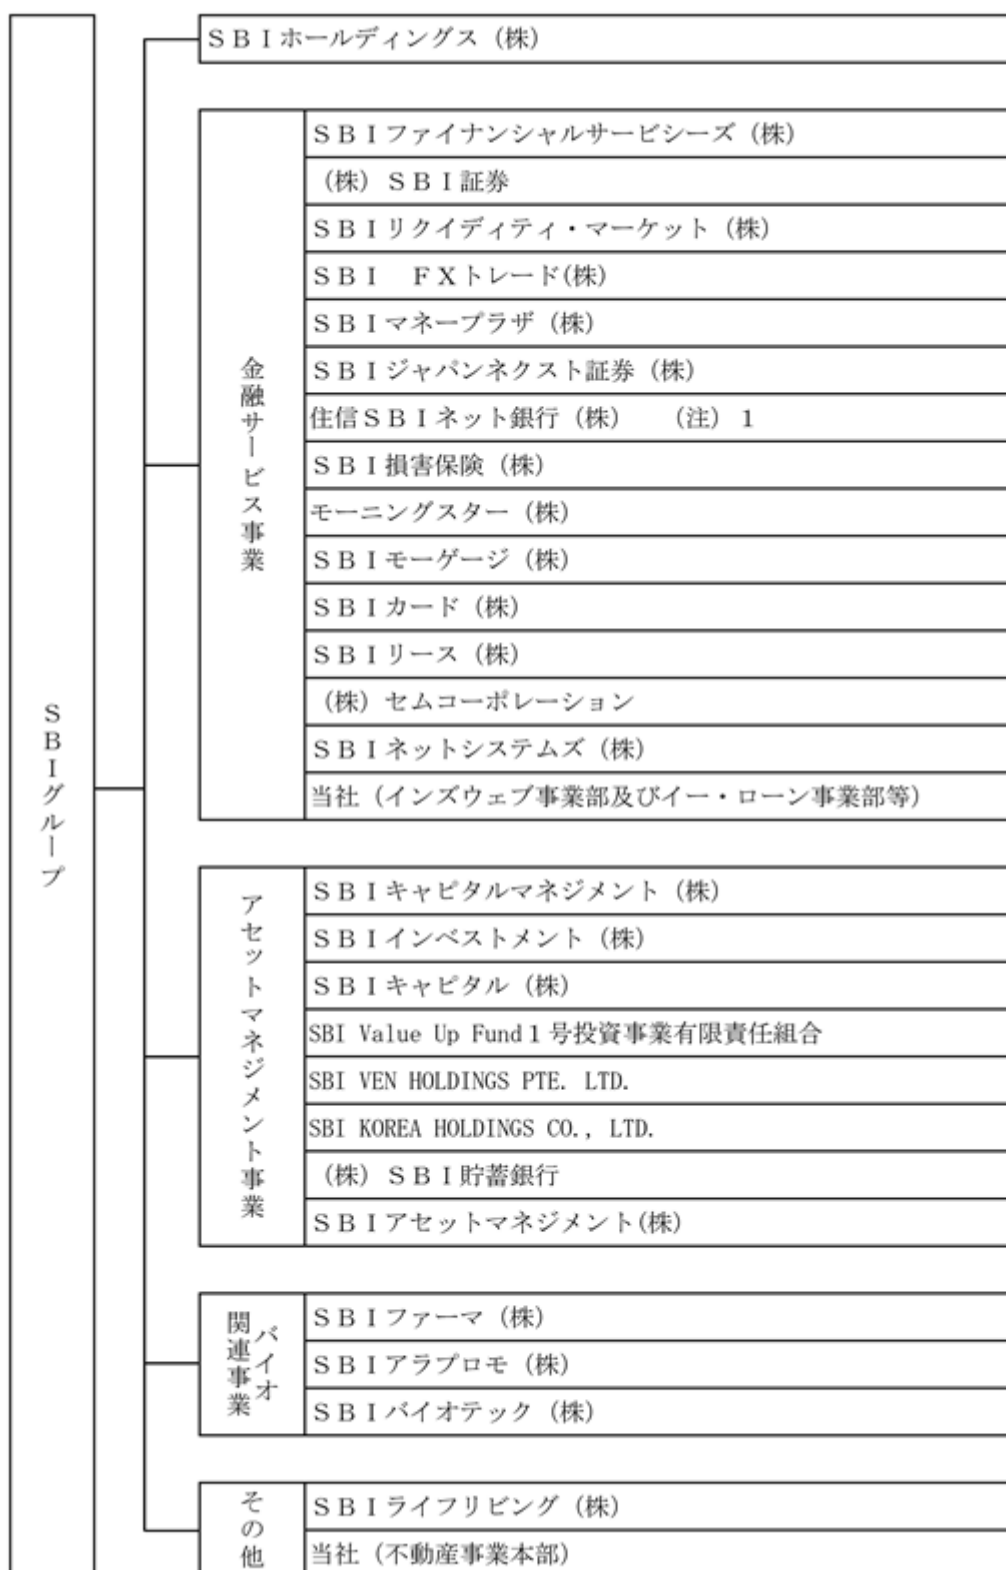 SBIグループ
SBIホールディングス(株)
金融サービス事業
SBIファイナンシャルサービシーズ(株)
(株)SBI証券
SBIリクイディティ・マーケット(株)
SBI FXトレード(株)
SBIマネープラザ(株)
SBIジャパンネクスト証券(株)
住信SBIネット銀行(株) (注)1
SBI損害保険(株)
モーニングスター(株)
SBIモーゲージ(株)
SBIカード(株)
SBIリース(株)
(株)セムコーポレーション
SBIネットシステムズ(株)
当社(インズウェブ事業部及びイー・ローン事業部等)
アセットマネジメント事業
SBIキャピタルマネジメント(株)
SBIインベストメント(株)
SBIキャピタル(株)
SBI Value Up Fund1号投資事業有限責任組合
SBI VEN HOLDINGS PTE. LTD.
SBI KOREA HOLDINGS CO., LTD.
(株)SBI貯蓄銀行
SBIアセットマネジメント(株)
バイオ
関連事業
SBIファーマ(株)
SBIアラプロモ(株)
SBIバイオテック(株)
その他
SBIライフリビング(株)
当社(不動産事業本部)